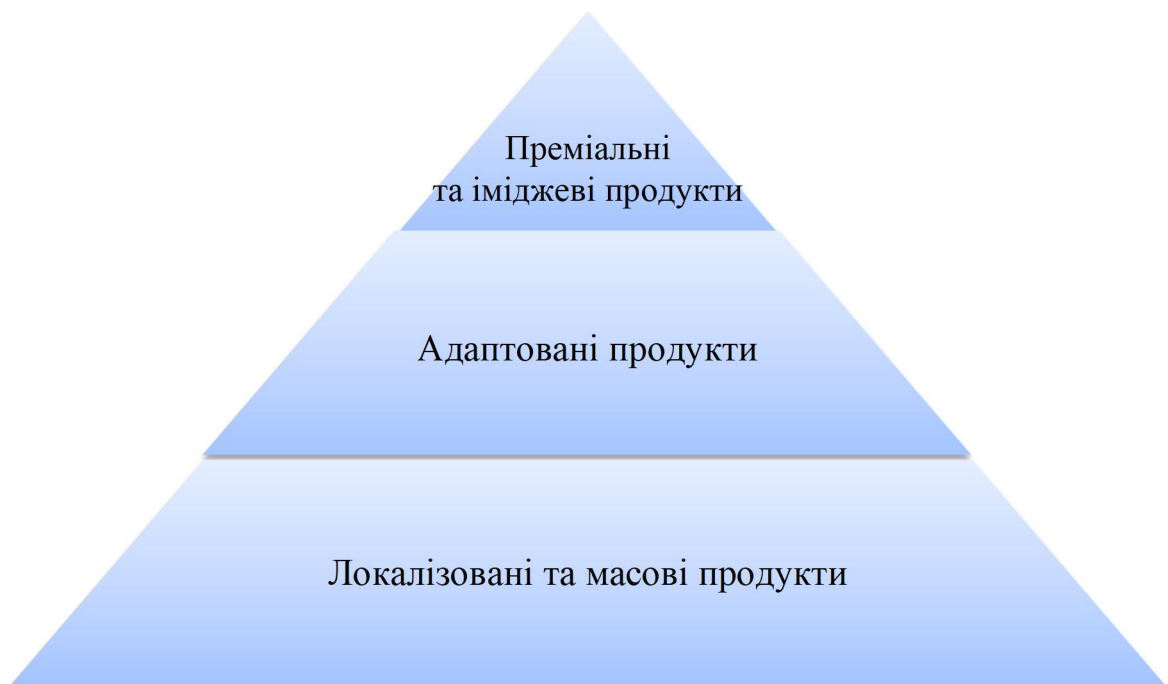 Преміальні
та іміджеві продукти
Адаптовані продукти
Локалізовані та масові продукти